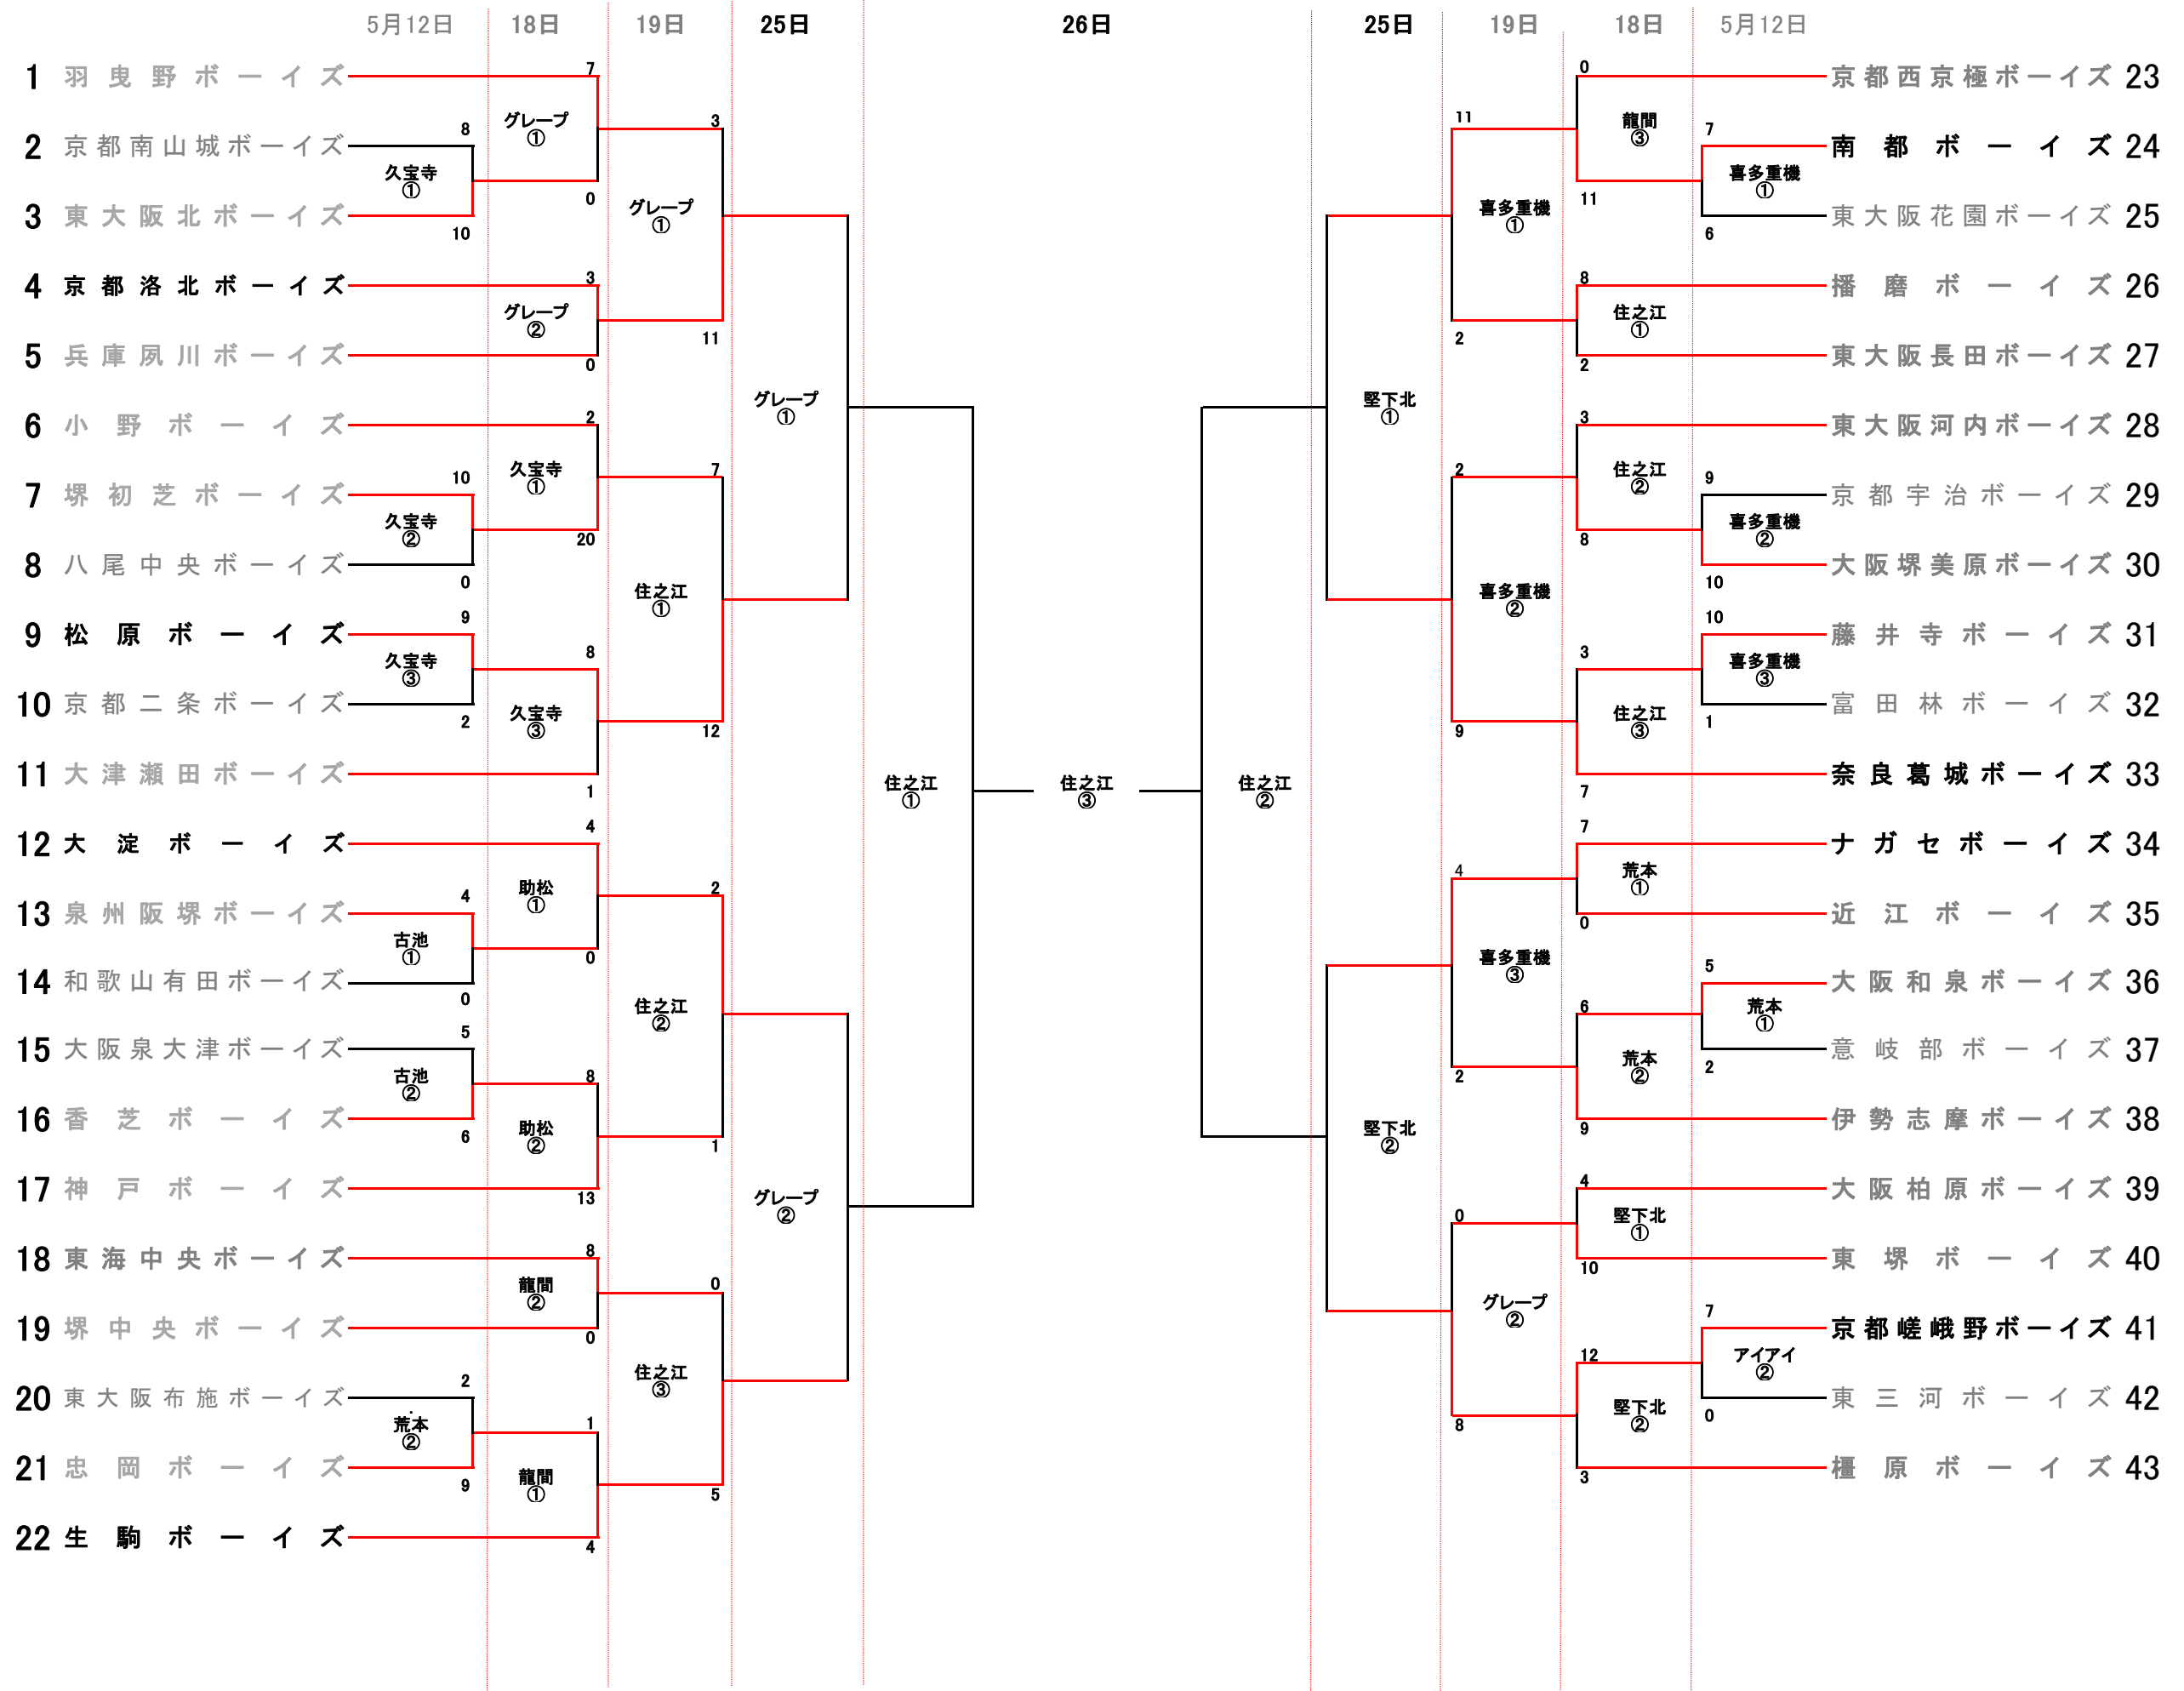 5月12日 18日 19日 25日 26日 25日 19日 18日 5月12日
1 羽曳野ボーイズ
2 京都南山城ボーイズ
3 東大阪北ボーイズ
4 京都洛北ボーイズ
5 兵庫夙川ボーイズ
6 小野ボーイズ
7 堺初芝ボーイズ
8 八尾中央ボーイズ
9 松原ボーイズ
10 京都二条ボーイズ
11 大津瀬田ボーイズ
12 大淀ボーイズ
13 泉州阪堺ボーイズ
14 和歌山有田ボーイズ
15 大阪泉大津ボーイズ
16 香芝ボーイズ
17 神戸ボーイズ
18 東海中央ボーイズ
19 堺中央ボーイズ
20 東大阪布施ボーイズ
21 忠岡ボーイズ
22 生駒ボーイズ
8
久宝寺
①
10
10
久宝寺
②
0
9
久宝寺
③
2
4
古池
①
0
5
古池
②
6
2
荒本
②
9
7
グレープ
①
0
3
グレープ
②
0
2
久宝寺
①
20
8
久宝寺
③
1
4
助松
①
0
8
助松
②
13
8
龍間
②
0
1
龍間
①
4
3
グレープ
①
11
7
住之江
①
12
2
住之江
②
1
0
住之江
③
5
グレープ
①
グレープ
②
住之江
①
住之江
③
住之江
②
堅下北
①
堅下北
②
11
喜多重機
①
2
2
喜多重機
②
9
4
喜多重機
③
2
0
グレープ
②
8
0
龍間
③
11
8
住之江
①
2
3
住之江
②
8
3
住之江
③
7
7
荒本
①
0
6
荒本
②
9
4
堅下北
①
10
12
堅下北
②
3
7
喜多重機
①
6
9
喜多重機
②
10
10
喜多重機
③
1
5
荒本
①
2
7
アイアイ
②
0
京都西京極ボーイズ 23
南都ボーイズ 24
東大阪花園ボーイズ 25
播磨ボーイズ 26
東大阪長田ボーイズ 27
東大阪河内ボーイズ 28
京都宇治ボーイズ 29
大阪堺美原ボーイズ 30
藤井寺ボーイズ 31
富田林ボーイズ 32
奈良葛城ボーイズ 33
ナガセボーイズ 34
近江ボーイズ 35
大阪和泉ボーイズ 36
意岐部ボーイズ 37
伊勢志摩ボーイズ 38
大阪柏原ボーイズ 39
東堺ボーイズ 40
京都嵯峨野ボーイズ 41
東三河ボーイズ 42
橿原ボーイズ 43